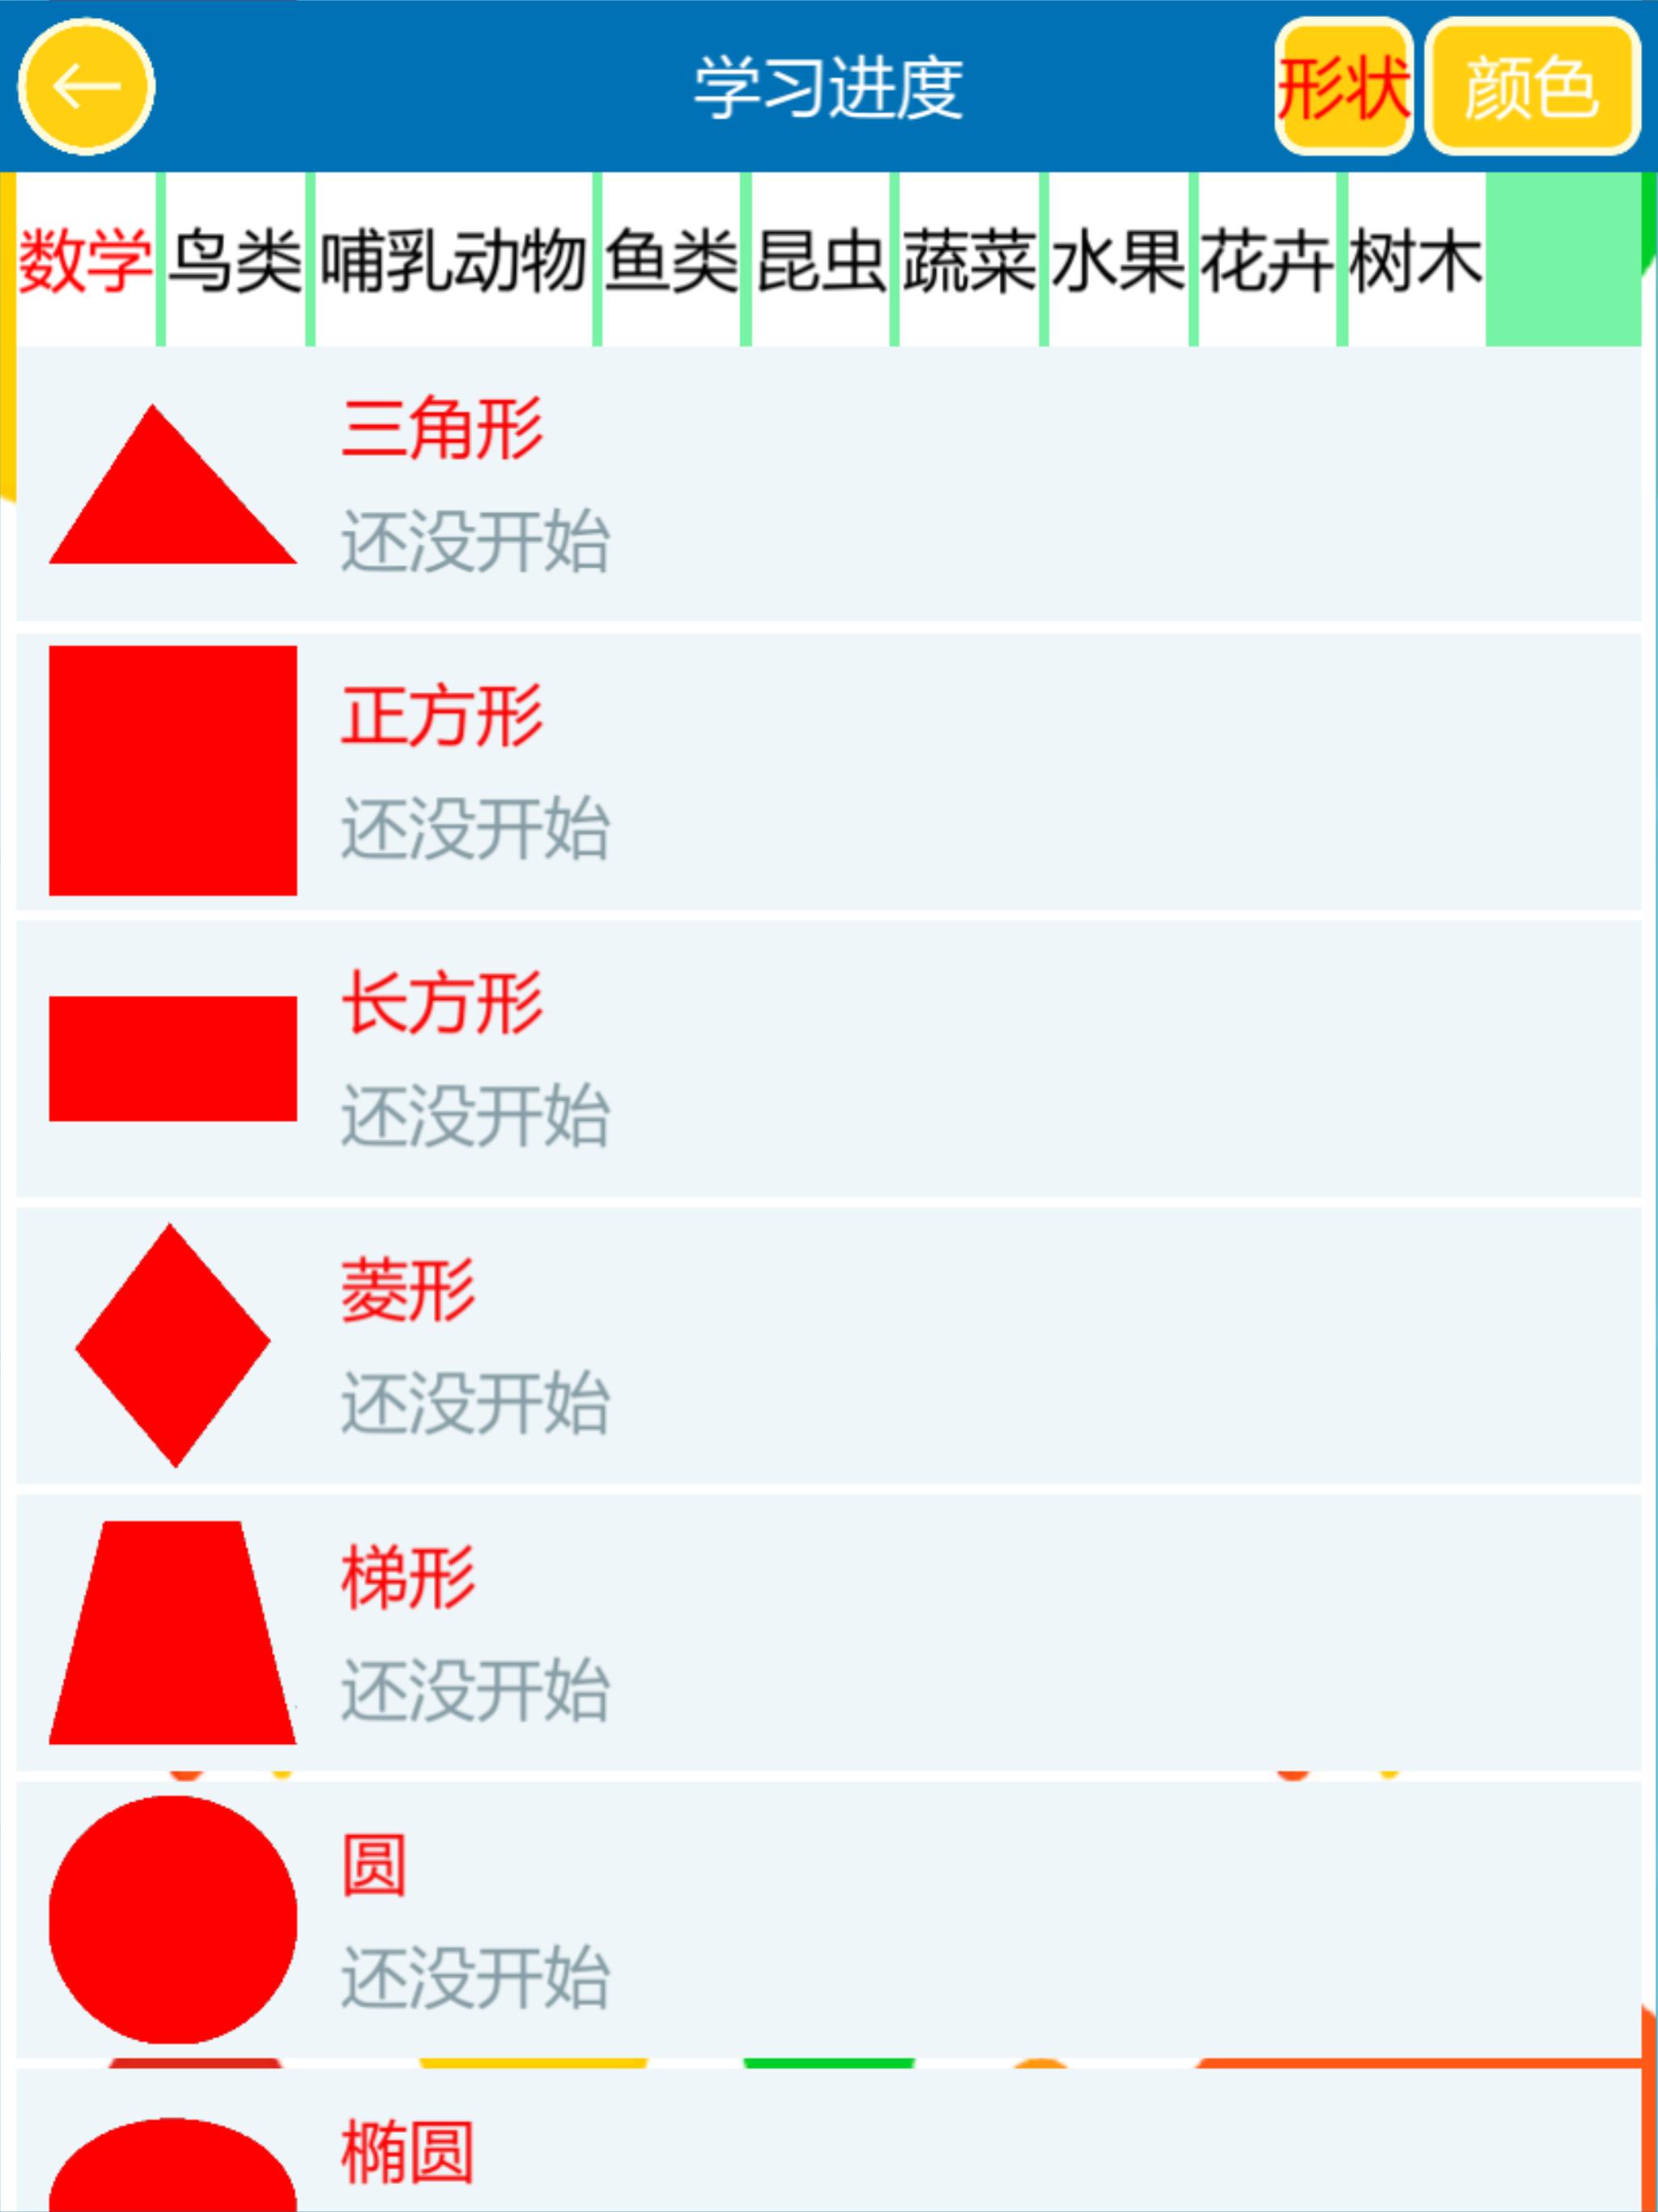 学习进度 形状 颜色
数学 鸟类 哺乳动物 鱼类 昆虫 蔬菜 水果 花卉 树木
三角形
还没开始
正方形
还没开始
长方形
还没开始
菱形
还没开始
梯形
还没开始
圆
还没开始
椭圆